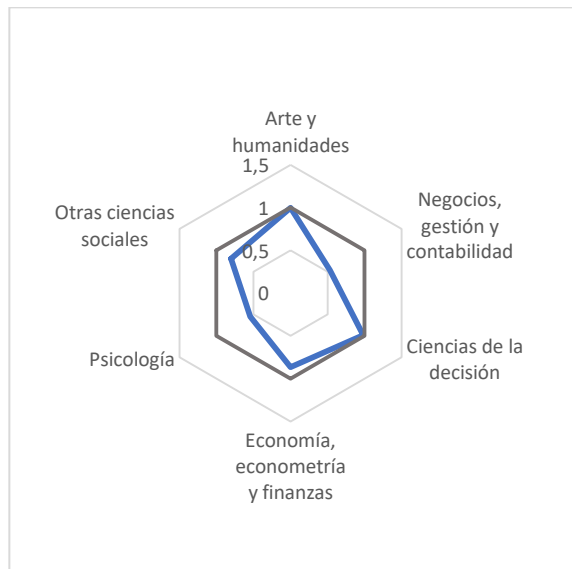 Arte y
humanidades
1,5
1
0,5
0
Negocios,
gestión y
contabilidad
Ciencias de la
decisión
Economía,
econometría
y finanzas
Psicología
Otras ciencias
sociales